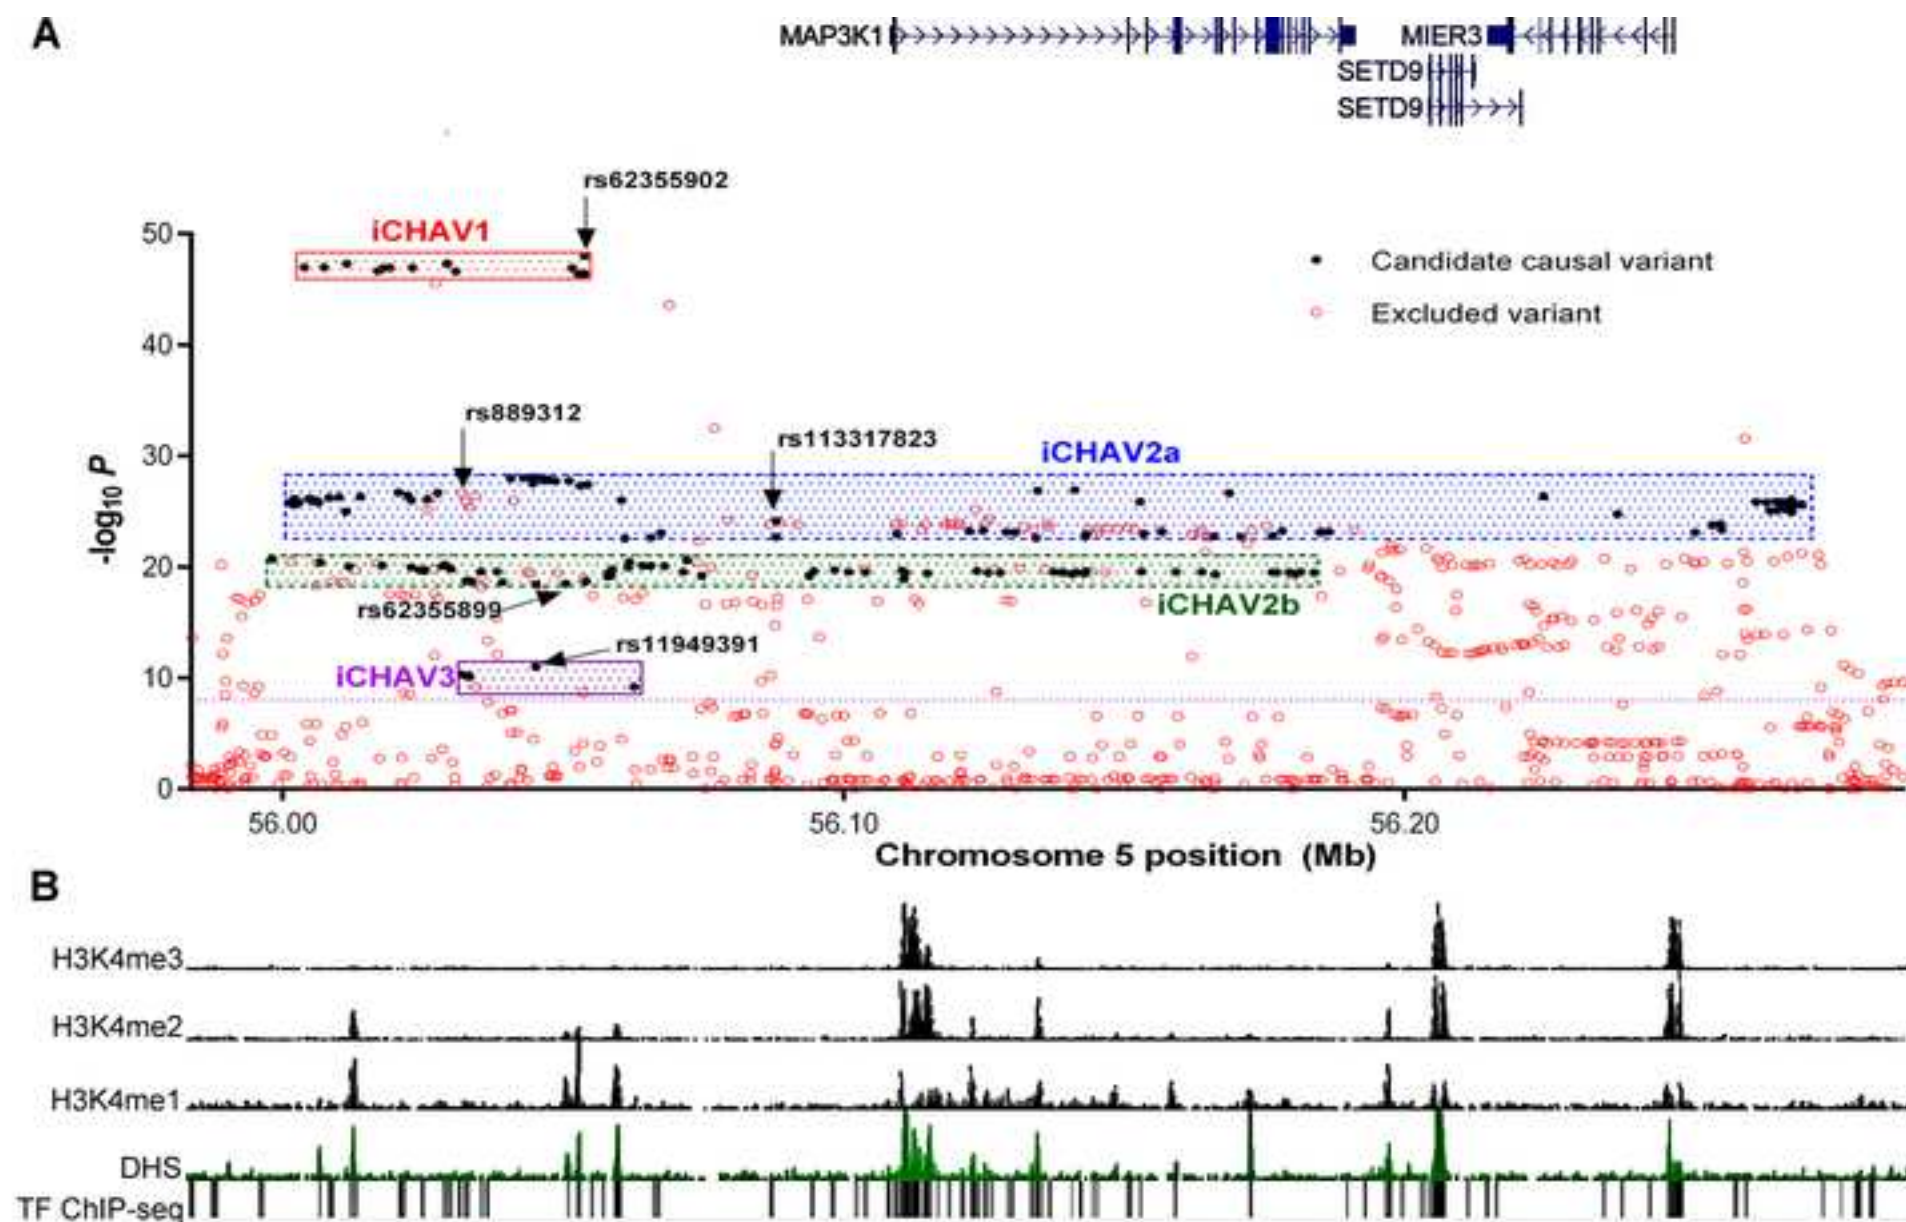 A
MAP3K1
MIER3
SETD9
SETD9
rs62355902
iCHAV1
50
Candidate causal variant
Excluded variant
40
rs889312
rs113317823
iCHAV2a
30
-log10 P
20
rs62355899
iCHAV2b
rs11949391
iCHAV3
10
0
56.00 56.10 56.20
Chromosome 5 position (Mb)
B
H3K4me3
H3K4me2
H3K4me1
DHS
TF ChIP-seq